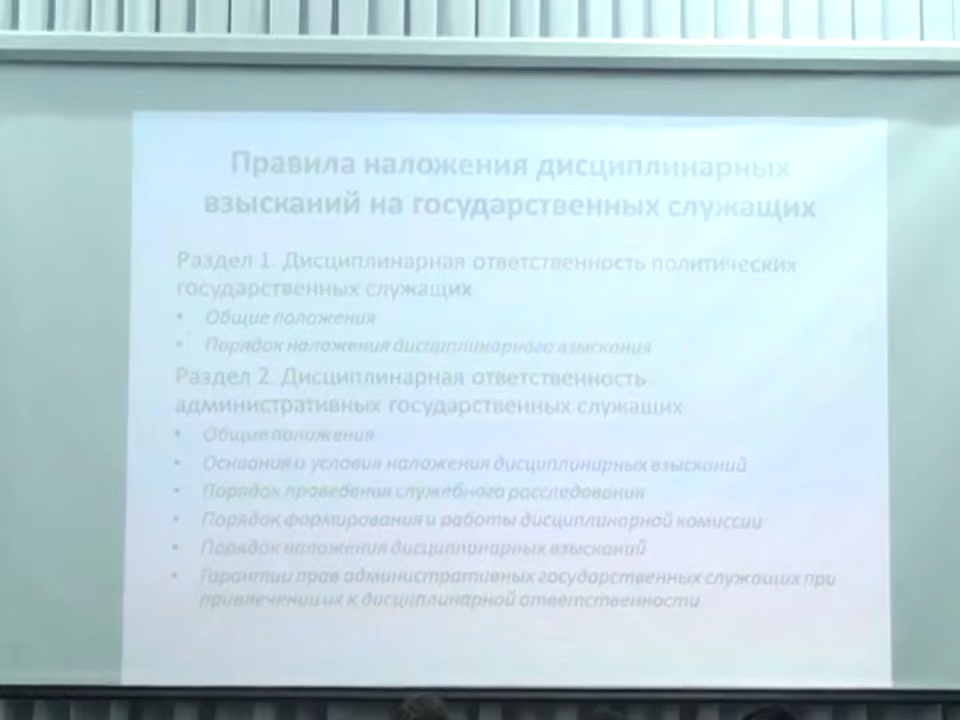 Правила наложения дисциплинарных
взысканий на государственных служащих
Раздел 1. Дисциплинарная ответственность политических
государственных служащих
• Общие положения
• Порядок наложения дисциплинарного взыскания
Раздел 2. Дисциплинарная ответственность
административных государственных служащих
• Общие положения
• Основания и условия наложения дисциплинарных взысканий
• Порядок проведения служебного расследования
• Порядок формирования и работы дисциплинарной комиссии
• Порядок наложения дисциплинарных взысканий
• Гарантии прав административных государственных служащих при
привлечении их к дисциплинарной ответственности